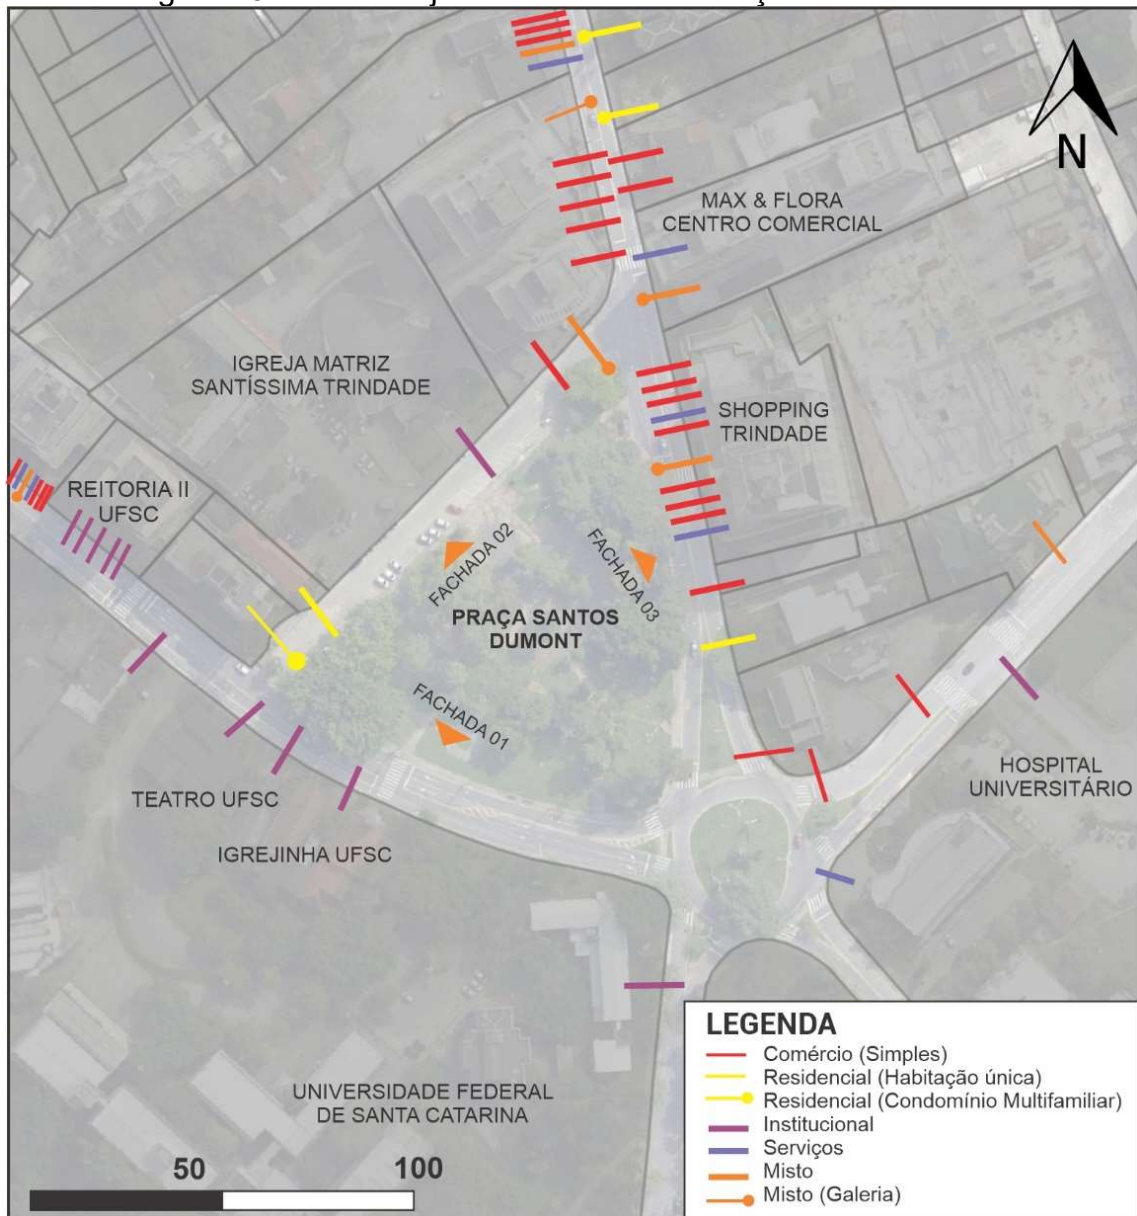 N
MAX & FLORA
CENTRO COMERCIAL
IGREJA MATRIZ
SANTÍSSIMA TRINDADE
SHOPPING
TRINDADE
REITORIA II
UFSC
FACHADA 02
FACHADA 03
PRAÇA SANTOS
DUMONT
FACHADA 01
HOSPITAL
UNIVERSITÁRIO
TEATRO UFSC
IGREJINHA UFSC
UNIVERSIDADE FEDERAL
DE SANTA CATARINA
50 100
LEGENDA
Comércio (Simples)
Residencial (Habitação única)
Residencial (Condomínio Multifamiliar)
Institucional
Serviços
Misto
Misto (Galeria)